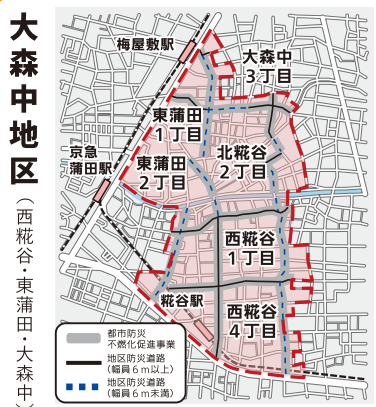 大森中地区
（西糀谷・東蒲田・大森中）
梅屋敷駅
大森中
3丁目
東蒲田
1丁目
京急
蒲田駅
東蒲田
2丁目
北糀谷
2丁目
西糀谷
1丁目
糀谷駅
西糀谷
4丁目
都市防災
不燃化促進事業
地区防災道路
（幅員6m以上）
地区防災道路
（幅員6m未満）